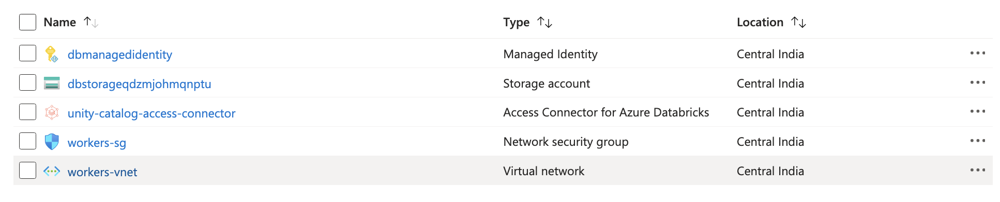 Name Type Location
dbmanagedidentity Managed Identity Central India
dbstorageqdzmjohmqnptu Storage account Central India
unity-catalog-access-connector Access Connector for Azure Databricks Central India
workers-sg Network security group Central India
workers-vnet Virtual network Central India